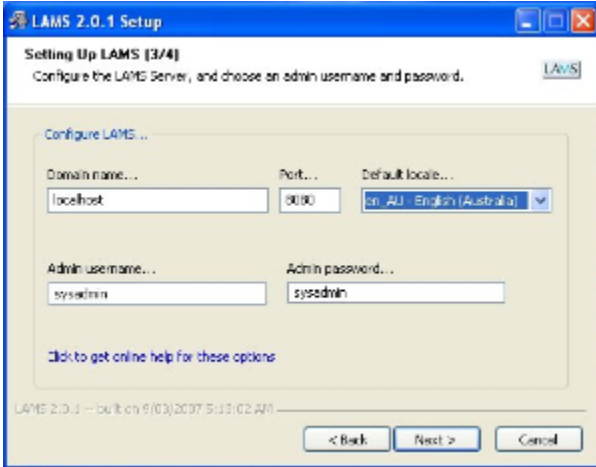 LAMS 2.0.1 Setup
Setting Up LAMS (3/4)
Configure the LAMS Server, and choose an admin username and password.
LAMS
Configure LAMS...
Domain name... Port... Default locale...
localhost 8080 en_AU - English (Australia)
Admin username... Admin password...
sysadmin sysadmin
Click to get online help for these options
LAMS 2.0.1 -- built on 9/03/2007 5:13:02 AM
< Back Next > Cancel